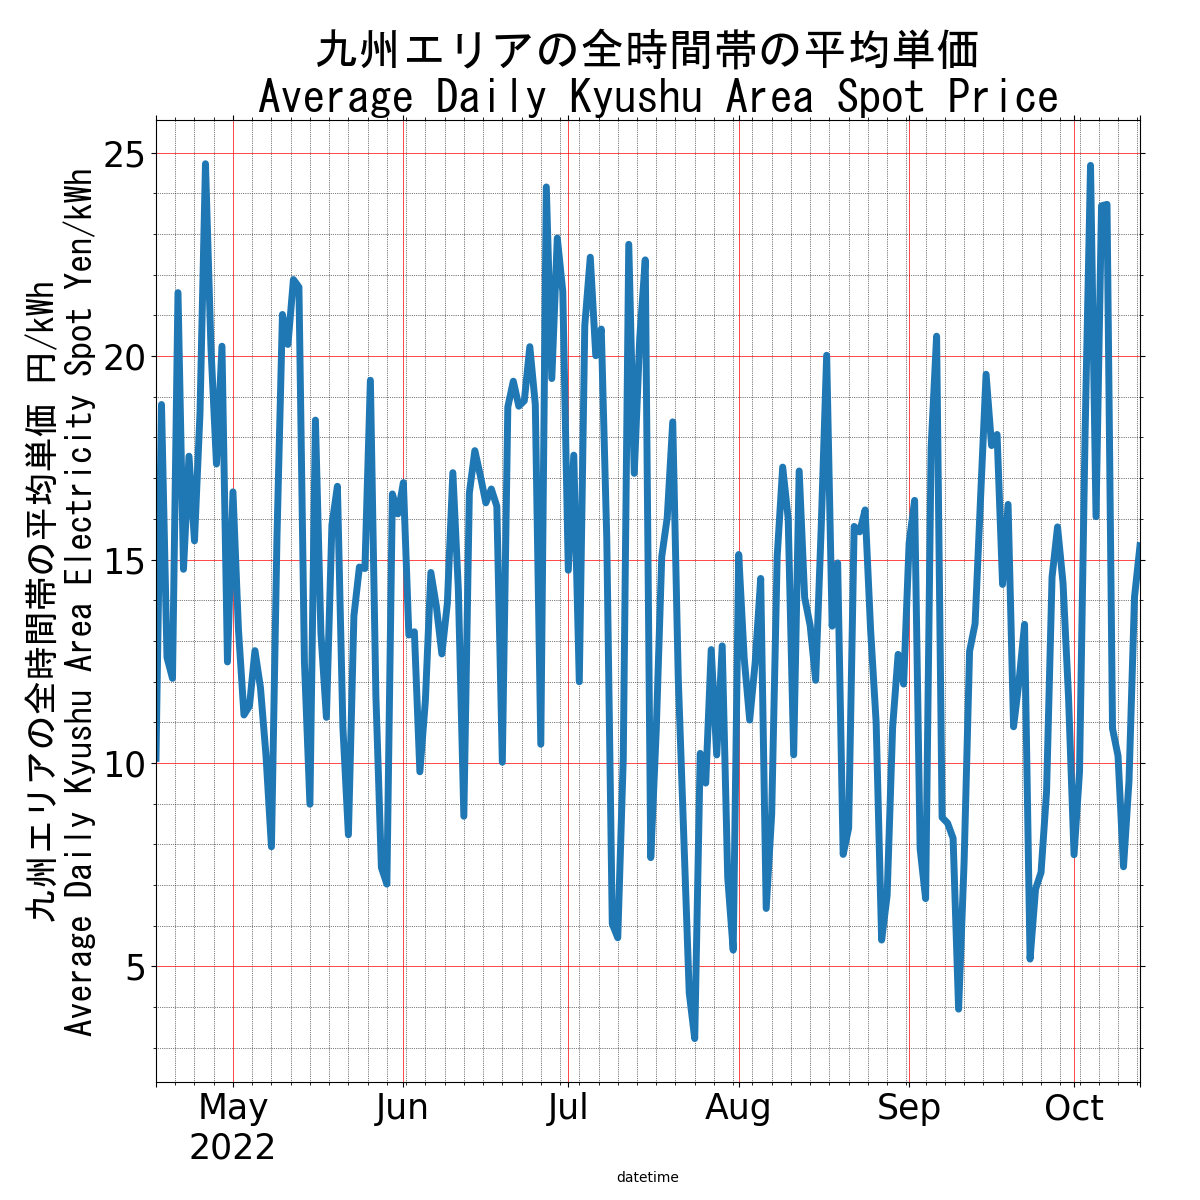 九州エリアの全時間帯の平均単価
Average Daily Kyushu Area Spot Price
九州エリアの全時間帯の平均単価 円/kWh
Average Daily Kyushu Area Electricity Spot Yen/kWh
25
20
15
10
5
May
2022
Jun
Jul
Aug
Sep
Oct
datetime